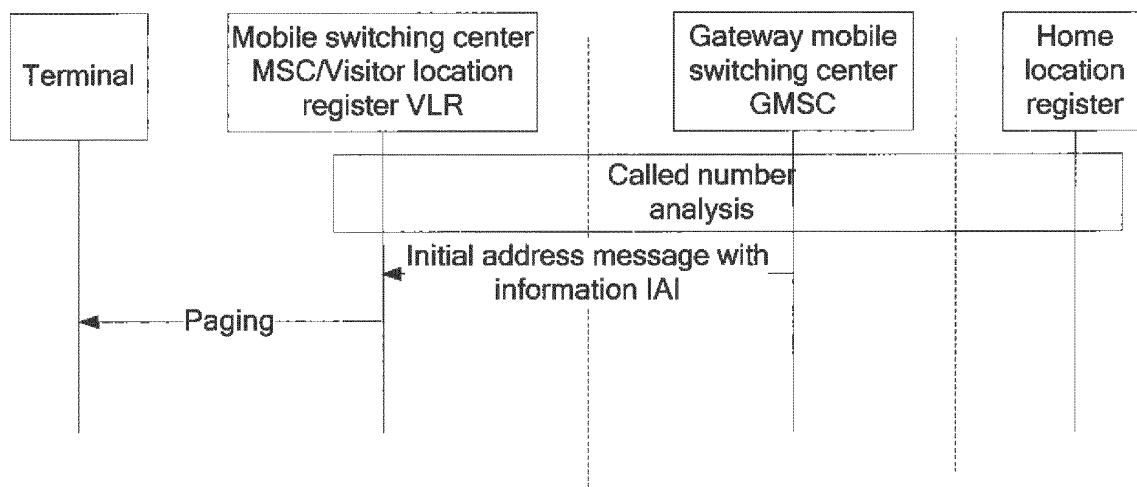 Terminal
Mobile switching center
MSC/Visitor location
register VLR
Gateway mobile
switching center
GMSC
Home
location
register
Called number
analysis
Initial address message with
information IAI
Paging